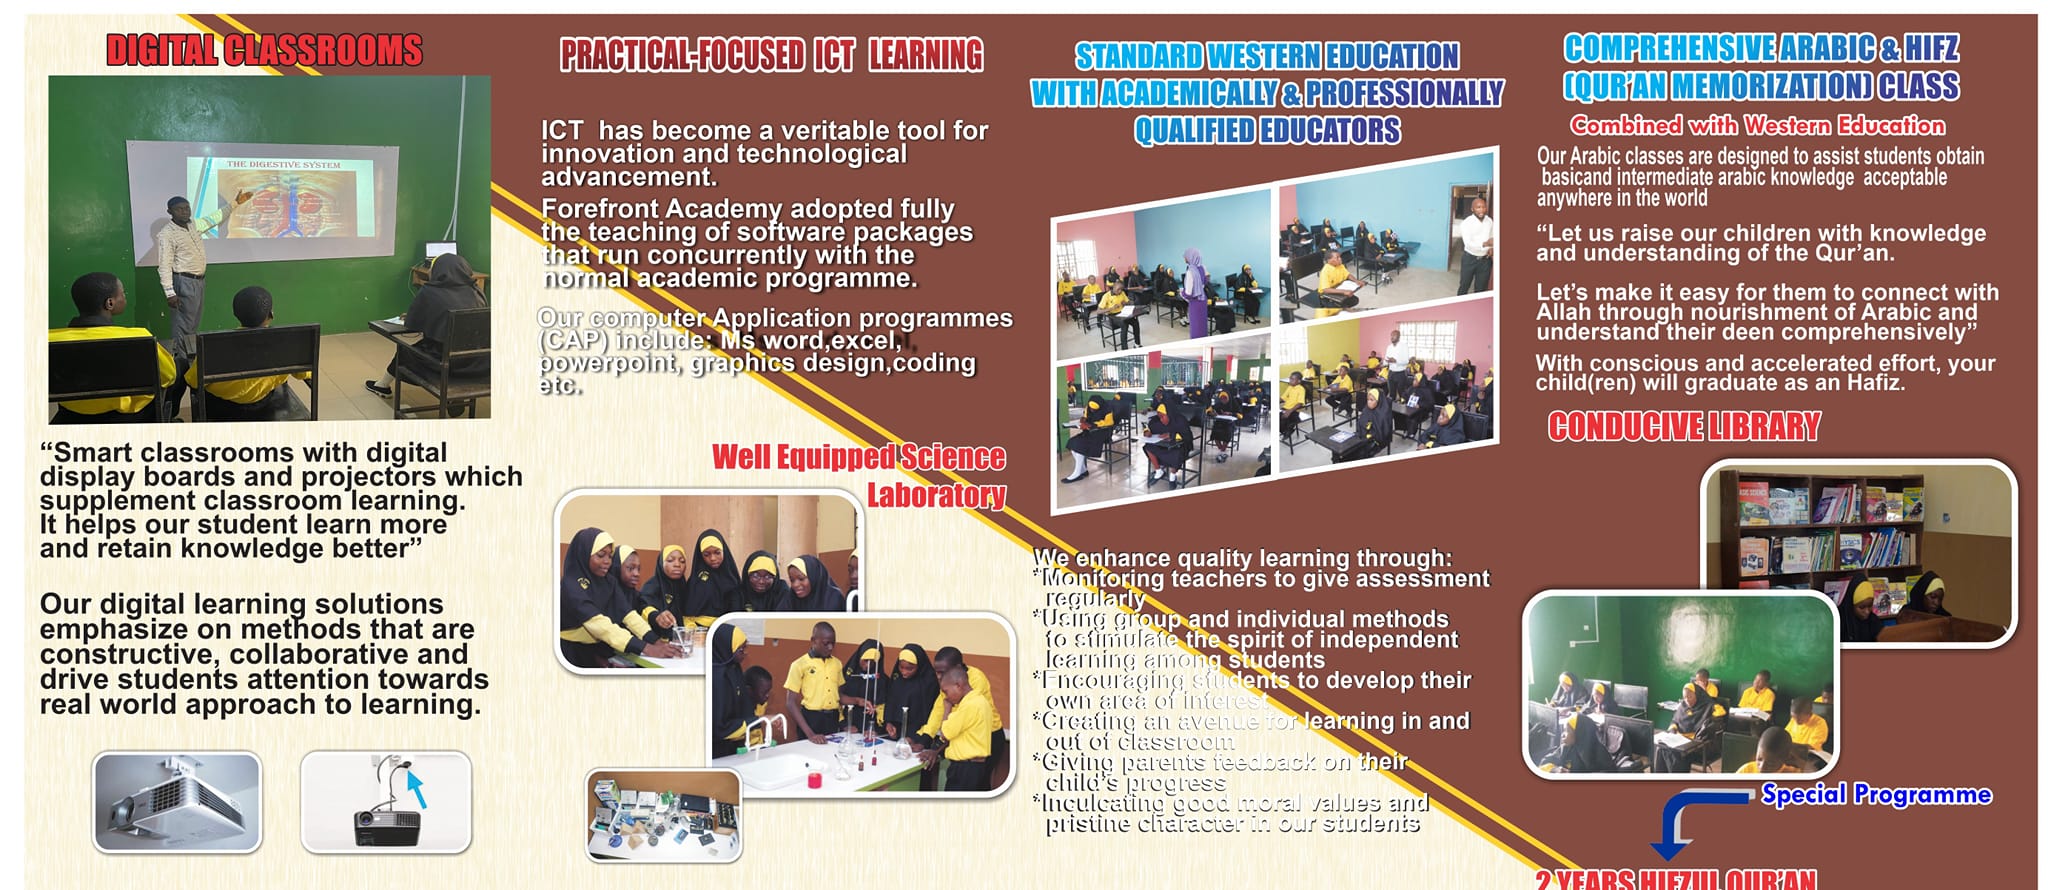 DIGITAL CLASSROOMS
THE DIGESTIVE SYSTEM
“Smart classrooms with digital
display boards and projectors which
supplement classroom learning.
It helps our student learn more
and retain knowledge better”
Our digital learning solutions
emphasize on methods that are
constructive, collaborative and
drive students attention towards
real world approach to learning.
PRACTICAL-FOCUSED ICT LEARNING
ICT has become a veritable tool for
innovation and technological
advancement.
Forefront Academy adopted fully
the teaching of software packages
that run concurrently with the
normal academic programme.
Our computer Application programmes
(CAP) include: Ms word,excel,
powerpoint, graphics design,coding
etc.
Well Equipped Science
Laboratory
STANDARD WESTERN EDUCATION
WITH ACADEMICALLY & PROFESSIONALLY
QUALIFIED EDUCATORS
We enhance quality learning through:
*Monitoring teachers to give assessment
regularly
*Using group and individual methods
to stimulate the spirit of independent
learning among students
*Encouraging students to develop their
own area of interest
*Creating an avenue for learning in and
out of classroom
*Giving parents feedback on their
child's progress
*Inculcating good moral values and
pristine character in our students
COMPREHENSIVE ARABIC & HIFZ
(QUR'AN MEMORIZATION) CLASS
Combined with Western Education
Our Arabic classes are designed to assist students obtain
basicand intermediate arabic knowledge acceptable
anywhere in the world
“Let us raise our children with knowledge
and understanding of the Qur'an.
Let's make it easy for them to connect with
Allah through nourishment of Arabic and
understand their deen comprehensively”
With conscious and accelerated effort, your
child(ren) will graduate as an Hafiz.
CONDUCIVE LIBRARY
Special Programme
2 YEARS HIFZUL QUR'AN